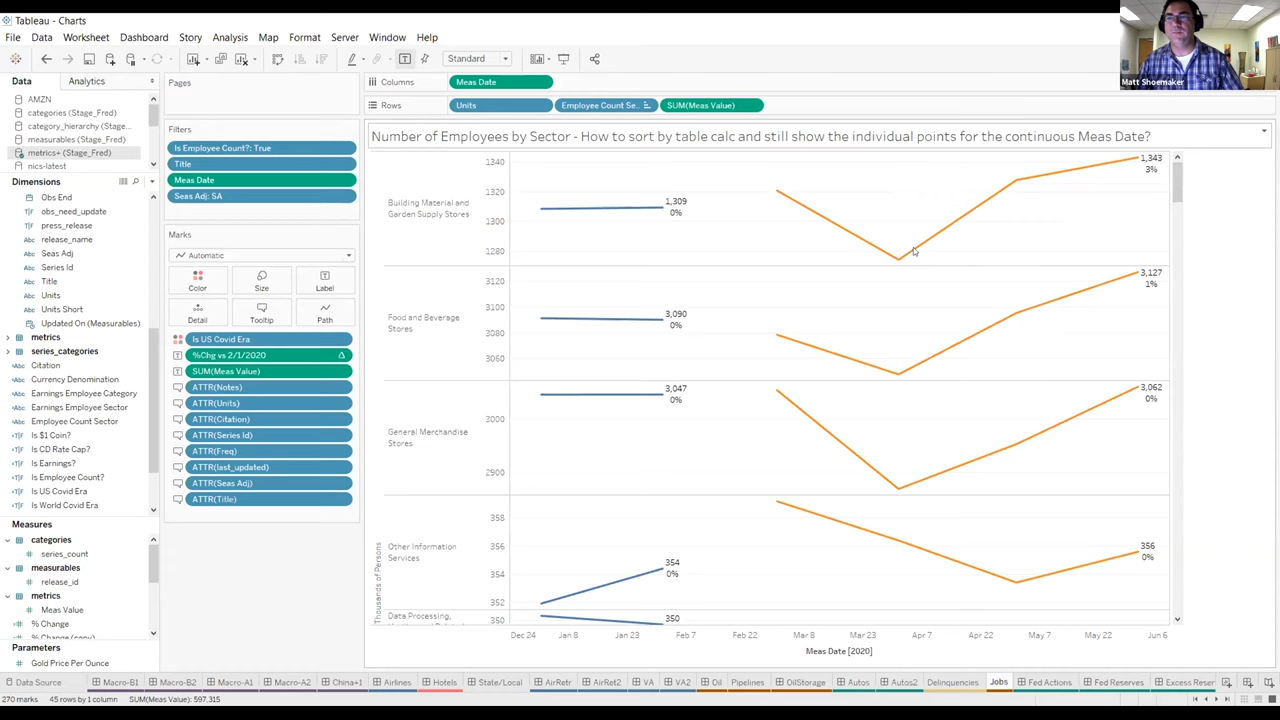 Tableau - Charts
File Data Worksheet Dashboard Story Analysis Map Format Server Window Help
Standard
Matt Shoemaker
Data Analytics
AMZN
categories (Stage_Fred)
category_hierarchy (Sta...
measurables (Stage_Fred)
metrics+ (Stage_Fred)
nics-latest
Dimensions
Obs End
obs_need_update
press_release
Abc release_name
Abc Seas Adj
Abc Series Id
Abc Title
Abc Units
Abc Units Short
Updated On (Measurables)
metrics
series_categories
Abc Citation
Abc Currency Denomination
Abc Earnings Employee Category
Abc Earnings Employee Sector
Abc Employee Count Sector
Is $1 Coin?
Is CD Rate Cap?
Is Earnings?
Is Employee Count?
Is US Covid Era
Is World Covid Era
Measures
categories
series_count
measurables
release_id
metrics
Meas Value
% Change
% Change (copy)
Parameters
Gold Price Per Ounce
Pages
Filters
Is Employee Count?: True
Title
Meas Date
Seas Adj: SA
Marks
Automatic
Color Size Label
Detail Tooltip Path
Is US Covid Era
%Chg vs 2/1/2020
SUM(Meas Value)
ATTR(Notes)
ATTR(Units)
ATTR(Citation)
ATTR(Series Id)
ATTR(Freq)
ATTR(last_updated)
ATTR(Seas Adj)
ATTR(Title)
Columns Meas Date
Rows Units Employee Count Se.. SUM(Meas Value)
Number of Employees by Sector - How to sort by table calc and still show the individual points for the continuous Meas Date?
Building Material and
Garden Supply Stores
1340
1320
1300
1280
1,309
0%
1,343
3%
Food and Beverage
Stores
3120
3100
3080
3060
3,090
0%
3,127
1%
General Merchandise
Stores
3000
2900
3,047
0%
3,062
0%
Other Information
Services
358
356
354
352
354
0%
356
0%
Data Processing,
350
350
Thousands of Persons
Dec 24 Jan 8 Jan 23 Feb 7 Feb 22 Mar 8 Mar 23 Apr 7 Apr 22 May 7 May 22 Jun 6
Meas Date [2020]
Data Source Macro-B1 Macro-B2 Macro-A1 Macro-A2 China+1 Airlines Hotels State/Local AirRetr AirRet2 VA VA2 Oil Pipelines OilStorage Autos Autos2 Delinquencies Jobs Fed Actions Fed Reserves Excess Reser
270 marks 45 rows by 1 column SUM(Meas Value): 597,315